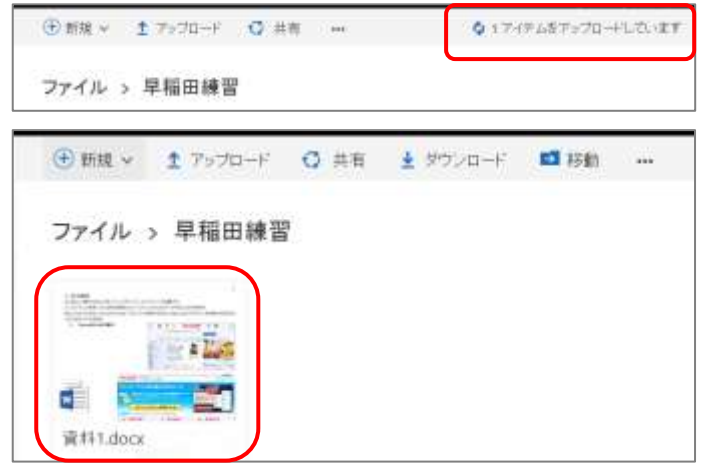 新規 アップロード 共有 ••• 1 アイテムをアップロードしています
ファイル > 早稲田練習
新規 アップロード 共有 ダウンロード 移動 •••
ファイル > 早稲田練習
資料1.docx